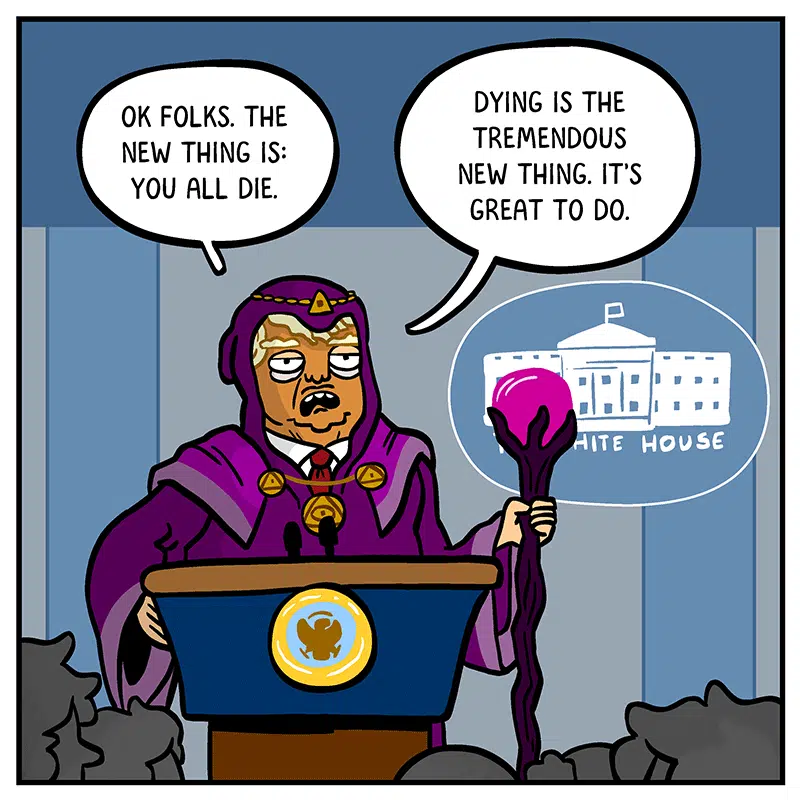 OK FOLKS. THE
NEW THING IS:
YOU ALL DIE.
DYING IS THE
TREMENDOUS
NEW THING. IT'S
GREAT TO DO.
HOUSE